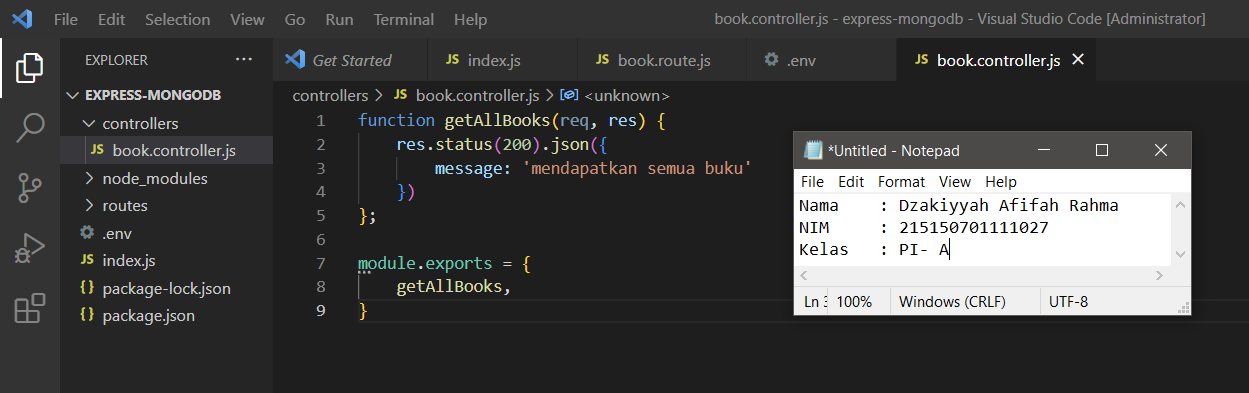 File Edit Selection View Go Run Terminal Help
book.controller.js - express-mongodb - Visual Studio Code [Administrator]
EXPLORER
EXPRESS-MONGODB
controllers
JS book.controller.js
node_modules
routes
.env
JS index.js
{} package-lock.json
{} package.json
Get Started
JS index.js
JS book.route.js
.env
JS book.controller.js
controllers > JS book.controller.js > <unknown>
1 function getAllBooks(req, res) {
2 res.status(200).json({
3 message: 'mendapatkan semua buku'
4 })
5 };
6
7 module.exports = {
8 getAllBooks,
9 }
*Untitled - Notepad
File Edit Format View Help
Nama : Dzakiyyah Afifah Rahma
NIM : 215150701111027
Kelas : PI- A
Ln 100% Windows (CRLF) UTF-8